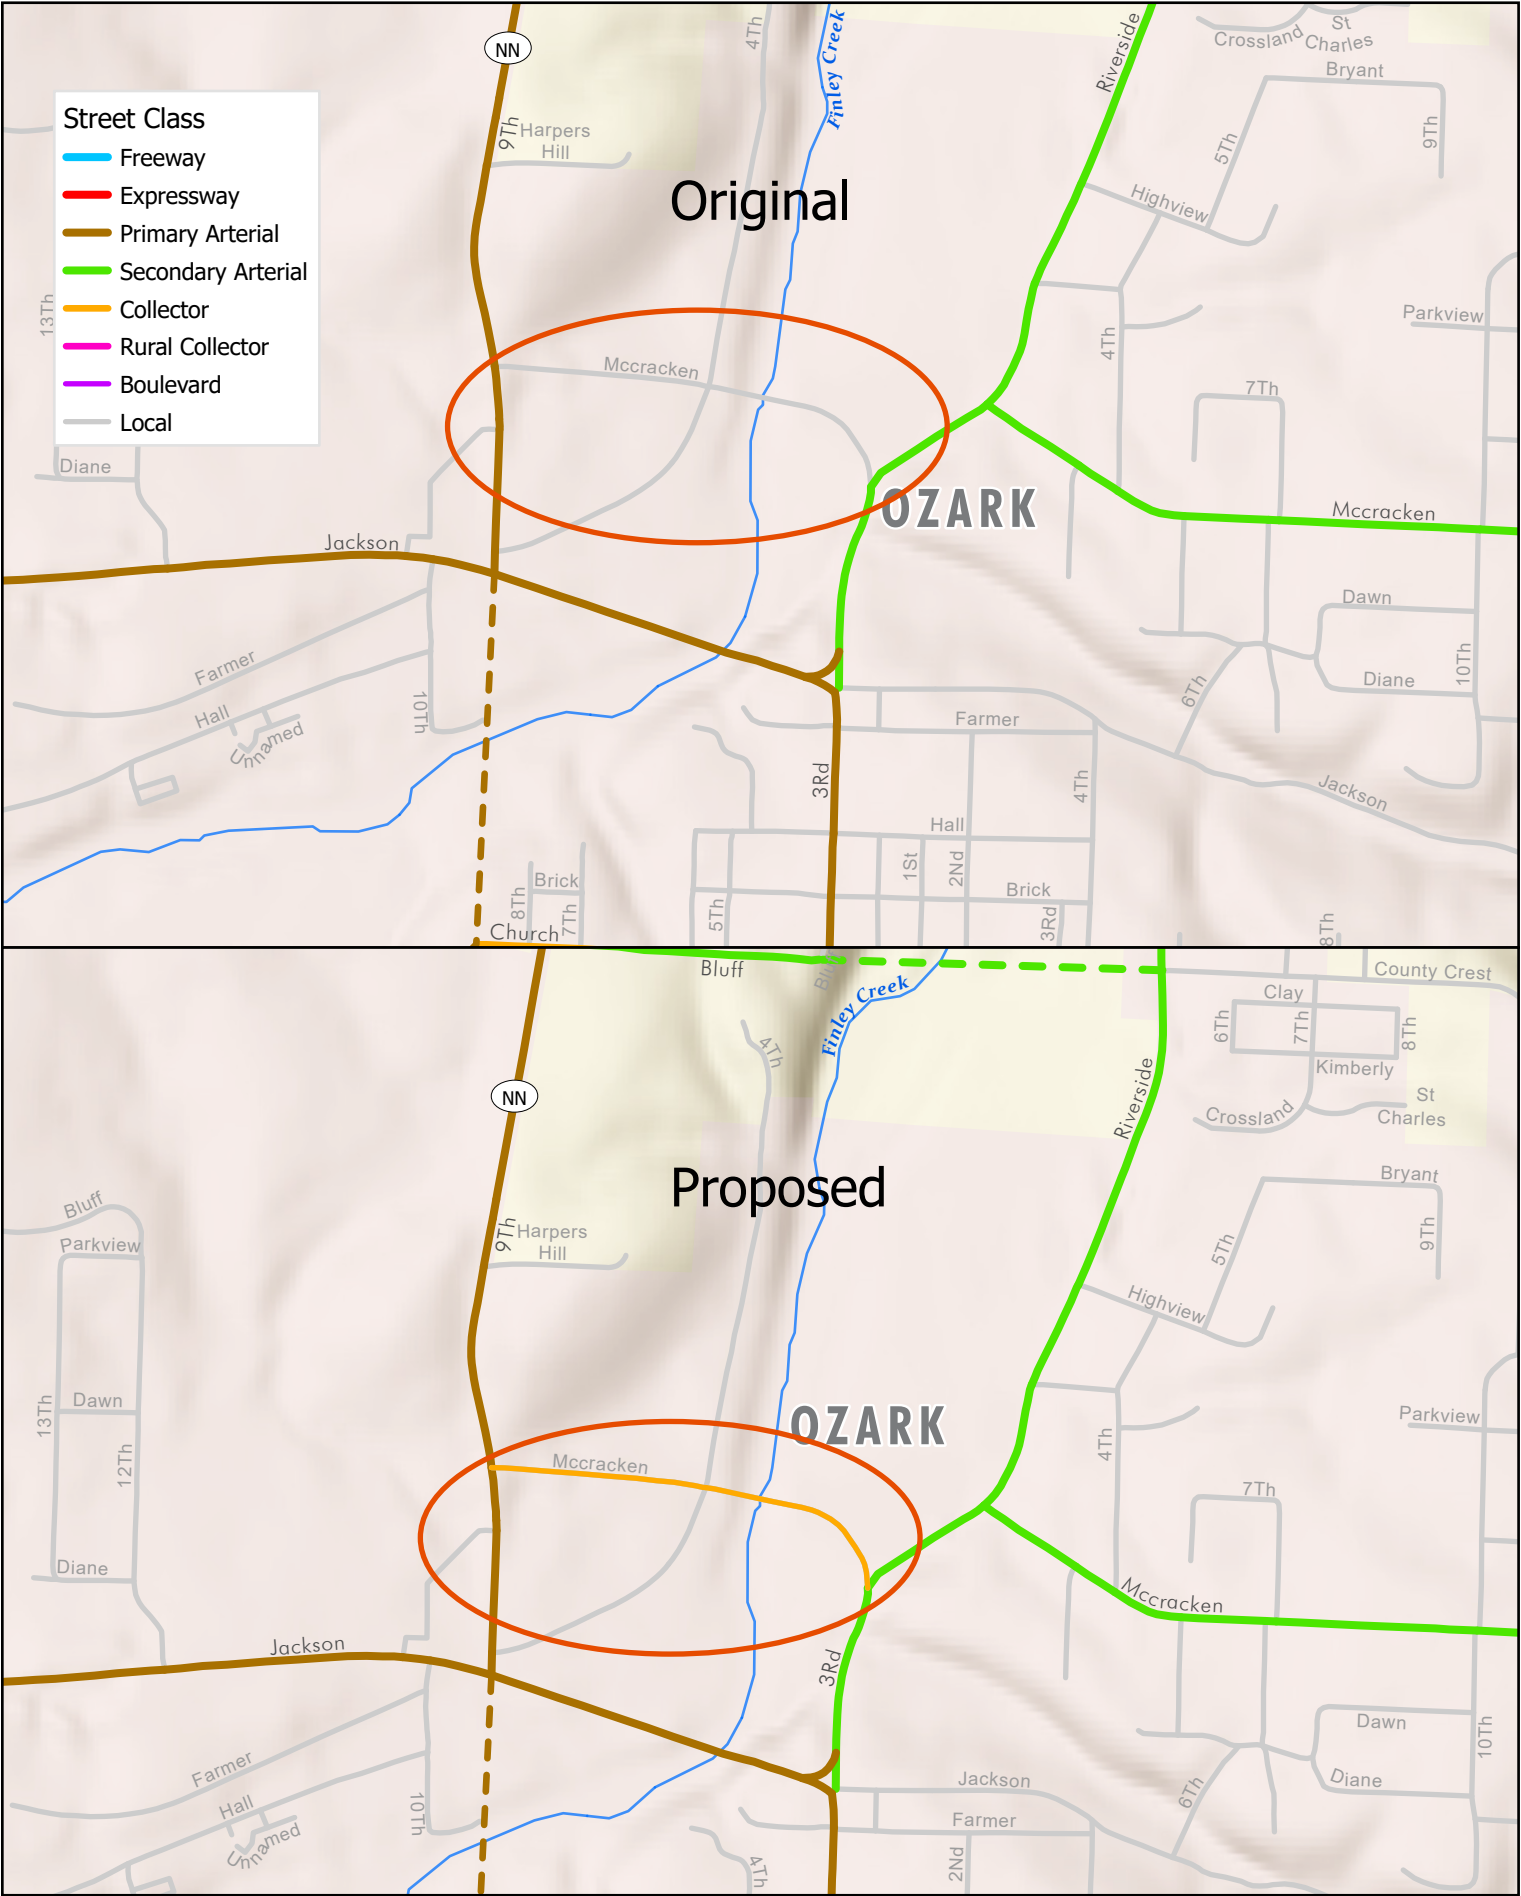 NN
4Th
Finley Creek
Riverside
Crossland
St
Charles
Bryant
Street Class
Freeway
Expressway
Primary Arterial
Secondary Arterial
Collector
Rural Collector
Boulevard
Local
9Th
Harpers
Hill
5Th
9Th
Original
Highview
13Th
Parkview
4Th
Mccracken
7Th
Diane
OZARK
Mccracken
Jackson
Dawn
Farmer
10Th
Diane
6Th
Hall
10Th
Unnamed
Farmer
3Rd
4Th
Jackson
Hall
1St
2Nd
Brick
8Th
7Th
5Th
Brick
3Rd
8Th
Church
Bluff
Bluff
Finley Creek
County Crest
Clay
6Th
7Th
8Th
4Th
Kimberly
NN
Riverside
St
Charles
Crossland
Proposed
Bryant
Bluff
Parkview
9Th
Harpers
Hill
5Th
9Th
Highview
13Th
Dawn
12Th
OZARK
Parkview
4Th
Mccracken
7Th
Diane
Mccracken
Jackson
3Rd
Dawn
10Th
Farmer
Jackson
Diane
6Th
Hall
10Th
Unnamed
Farmer
4Th
2Nd